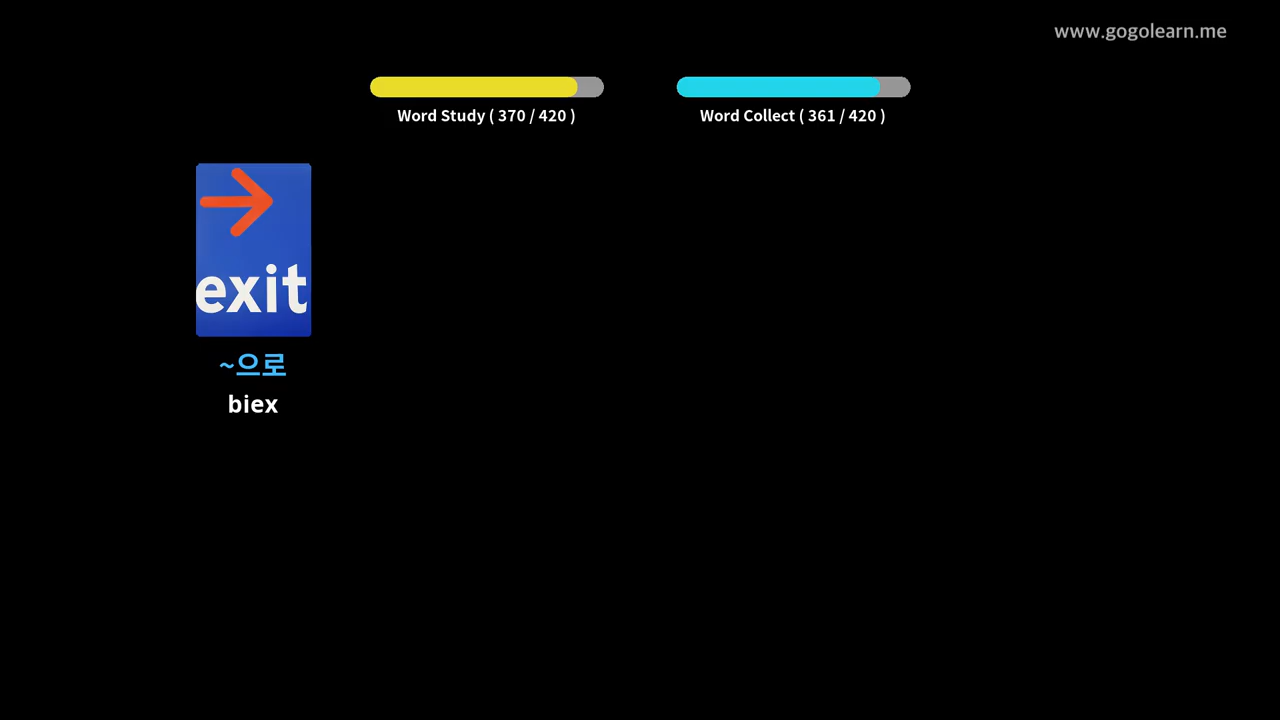 www.gogolearn.me
Word Study ( 370 / 420 )
Word Collect ( 361 / 420 )
exit
~으로
biex